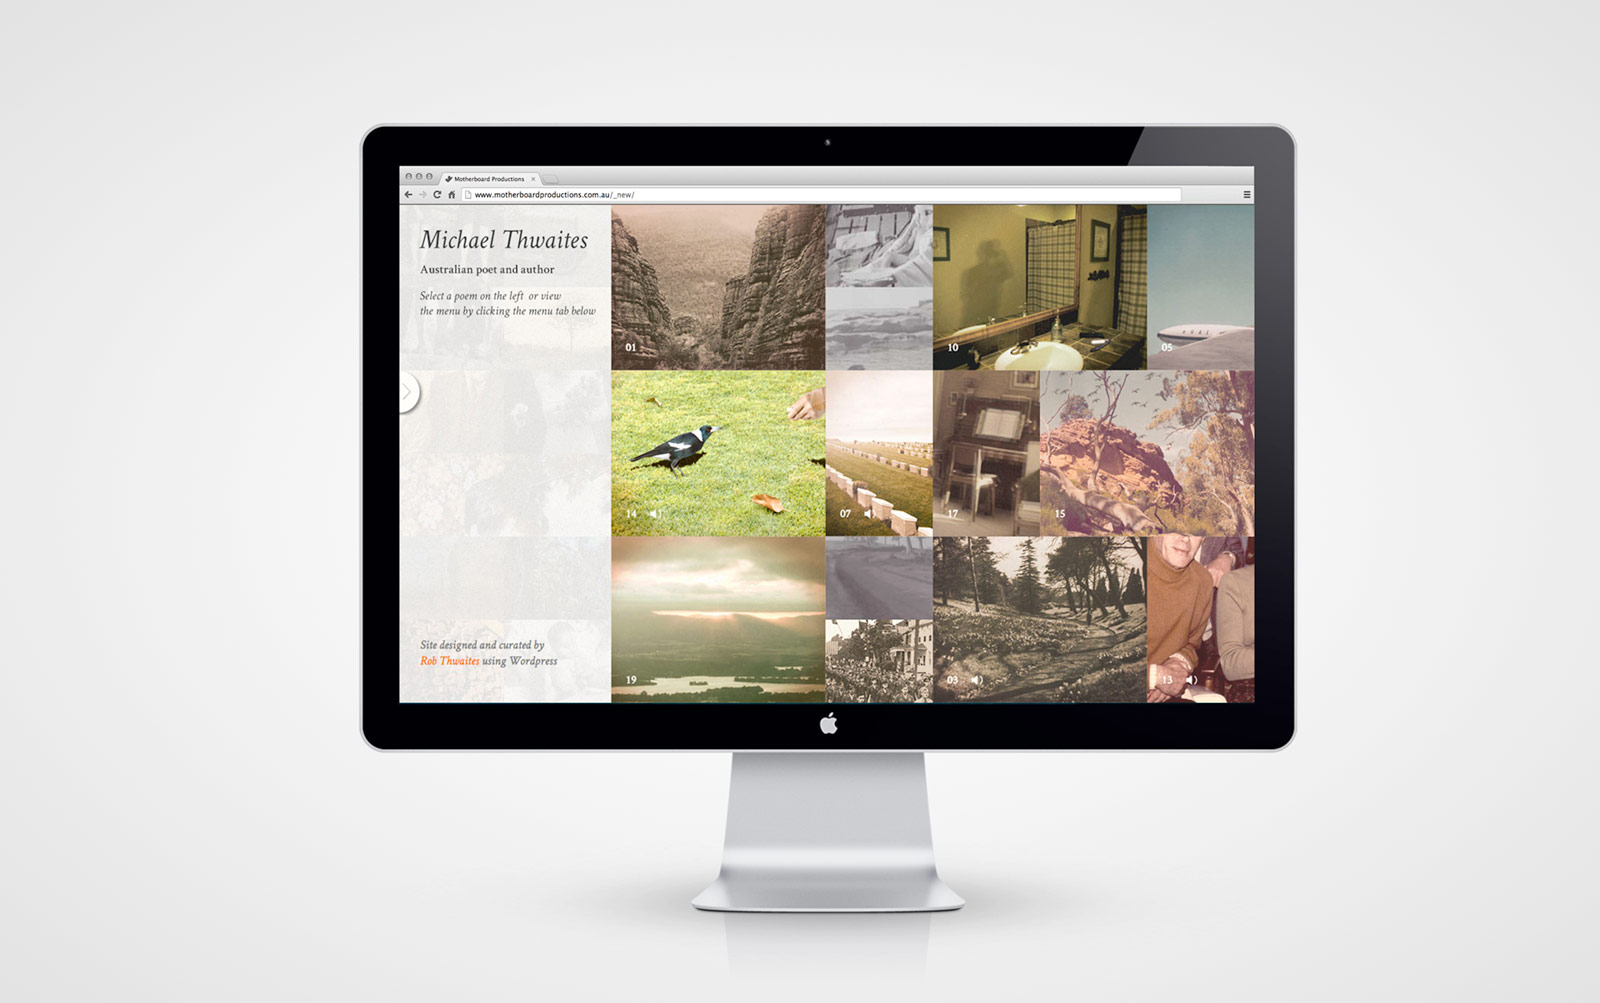 Motherboard Productions
www.motherboardproductions.com.au/_new/
Michael Thwaites
Australian poet and author
Select a poem on the left or view
the menu by clicking the menu tab below
01
10
05
14
07
17
15
19
03
13
Site designed and curated by
Rob Thwaites using Wordpress